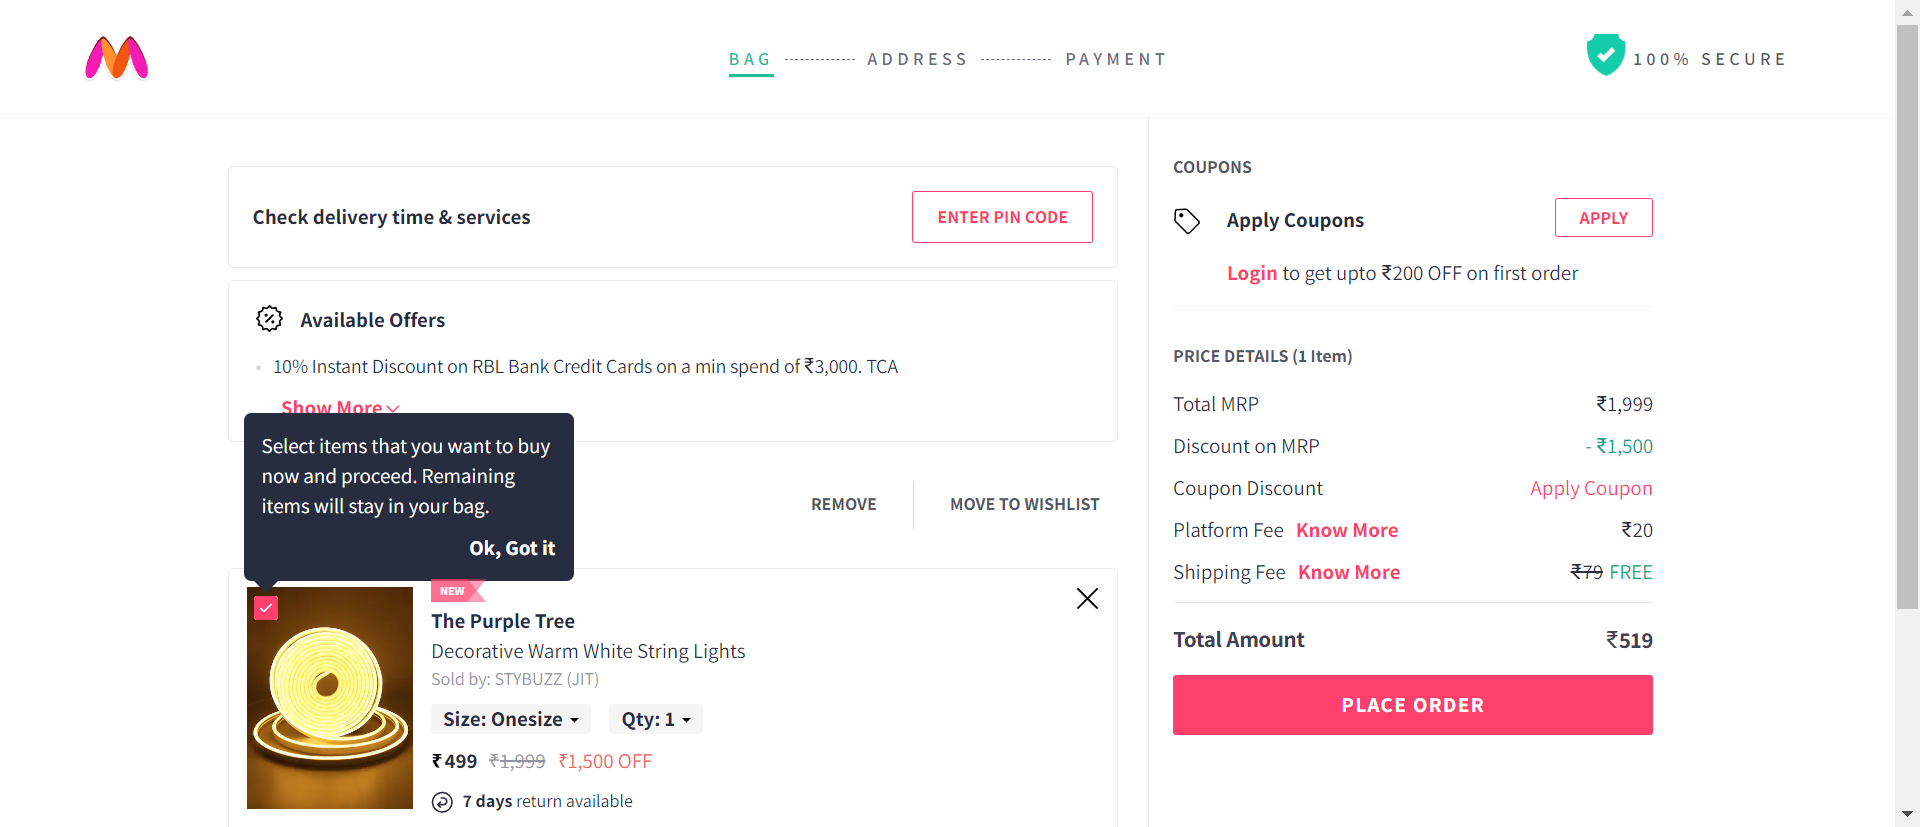 BAG ADDRESS PAYMENT
100% SECURE
Check delivery time & services
ENTER PIN CODE
Available Offers
10% Instant Discount on RBL Bank Credit Cards on a min spend of ₹3,000. TCA
Show More
Select items that you want to buy
now and proceed. Remaining
items will stay in your bag.
Ok, Got it
REMOVE
MOVE TO WISHLIST
NEW
The Purple Tree
Decorative Warm White String Lights
Sold by: STYBUZZ (JIT)
Size: Onesize Qty: 1
₹499 ₹1,999 ₹1,500 OFF
7 days return available
COUPONS
Apply Coupons
APPLY
Login to get upto ₹200 OFF on first order
PRICE DETAILS (1 Item)
Total MRP ₹1,999
Discount on MRP - ₹1,500
Coupon Discount Apply Coupon
Platform Fee Know More ₹20
Shipping Fee Know More ₹79 FREE
Total Amount ₹519
PLACE ORDER